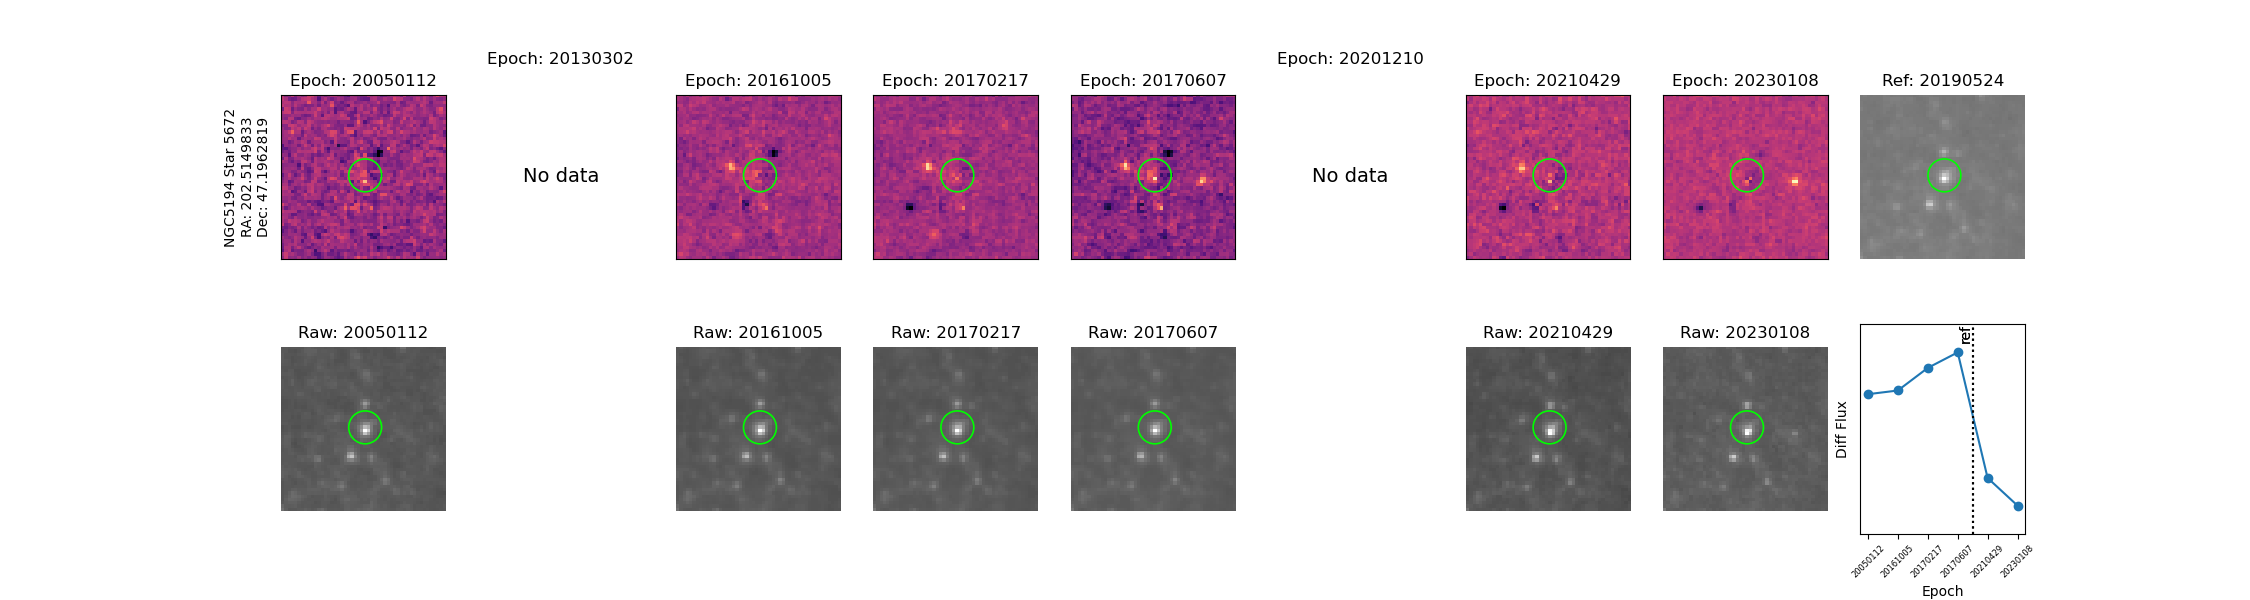 Epoch: 20130302
Epoch: 20201210
Epoch: 20050112
Epoch: 20161005
Epoch: 20170217
Epoch: 20170607
Epoch: 20210429
Epoch: 20230108
Ref: 20190524
NGC5194 Star 5672
RA: 202.5149833
Dec: 47.1962819
No data
No data
Raw: 20050112
Raw: 20161005
Raw: 20170217
Raw: 20170607
Raw: 20210429
Raw: 20230108
ref
Diff Flux
20050112
20161005
20170217
20170607
20210429
20230108
Epoch